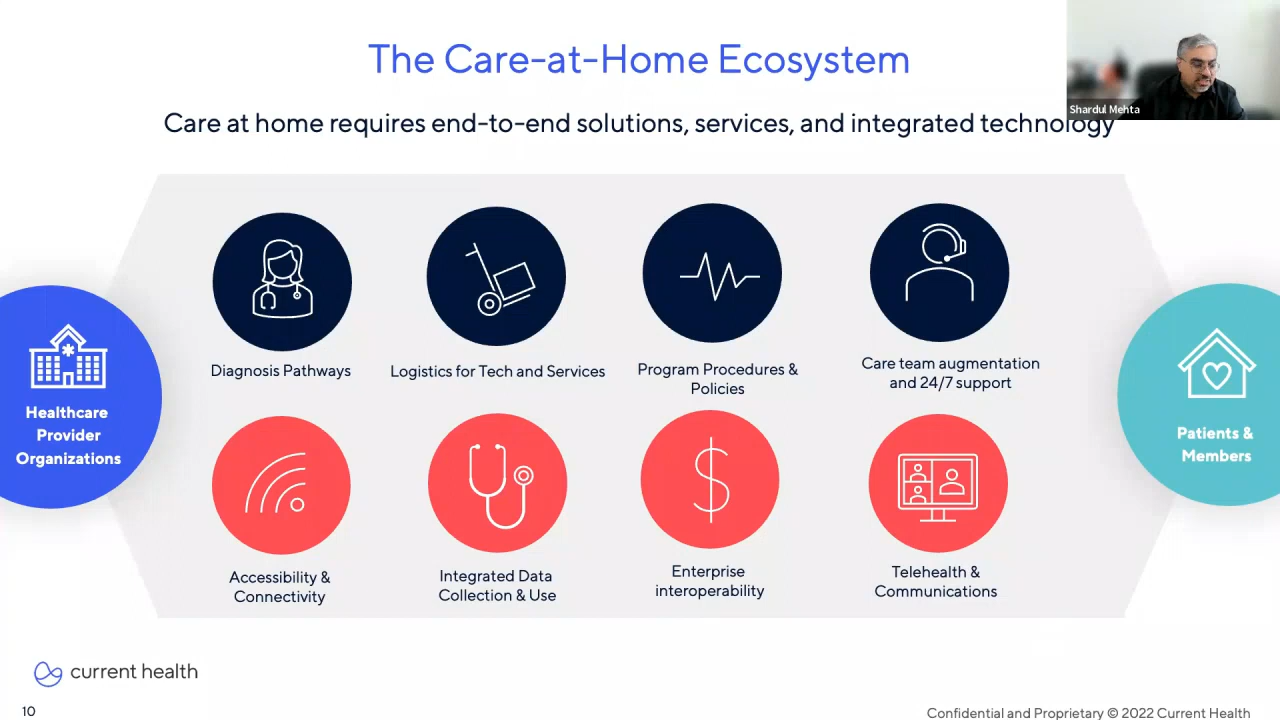 The Care-at-Home Ecosystem
Shardul Mehta
Care at home requires end-to-end solutions, services, and integrated technology
Diagnosis Pathways
Logistics for Tech and Services
Program Procedures &
Policies
Care team augmentation
and 24/7 support
Healthcare
Provider
Organizations
Patients &
Members
Accessibility &
Connectivity
Integrated Data
Collection & Use
Enterprise
interoperability
Telehealth &
Communications
current health
10
Confidential and Proprietary © 2022 Current Health